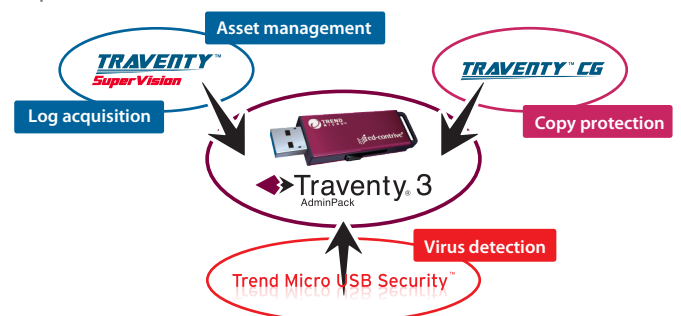 Asset management
TRAVENTY™
SuperVision
Log acquisition
TRAVENTY™ CG
Copy protection
TREND
MICRO
cd-contrive®
Traventy® 3
AdminPack
Virus detection
Trend Micro USB Security™